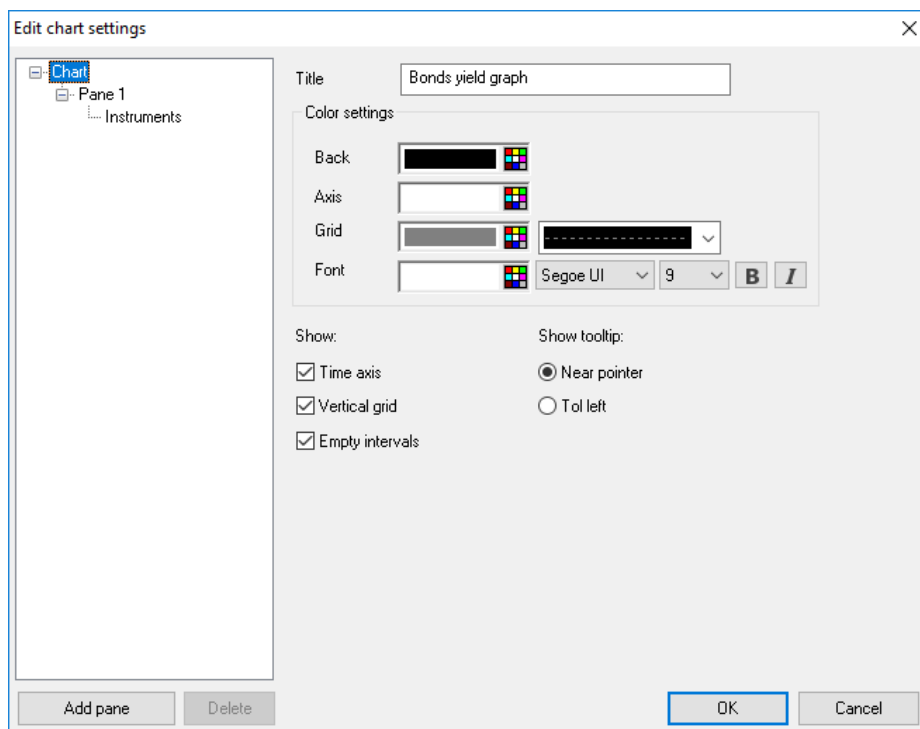 Edit chart settings
Chart
Pane 1
Instruments
Title Bonds yield graph
Color settings
Back
Axis
Grid
Font Segoe UI 9 B I
Show: Show tooltip:
Time axis Near pointer
Vertical grid Tol left
Empty intervals
Add pane Delete OK Cancel